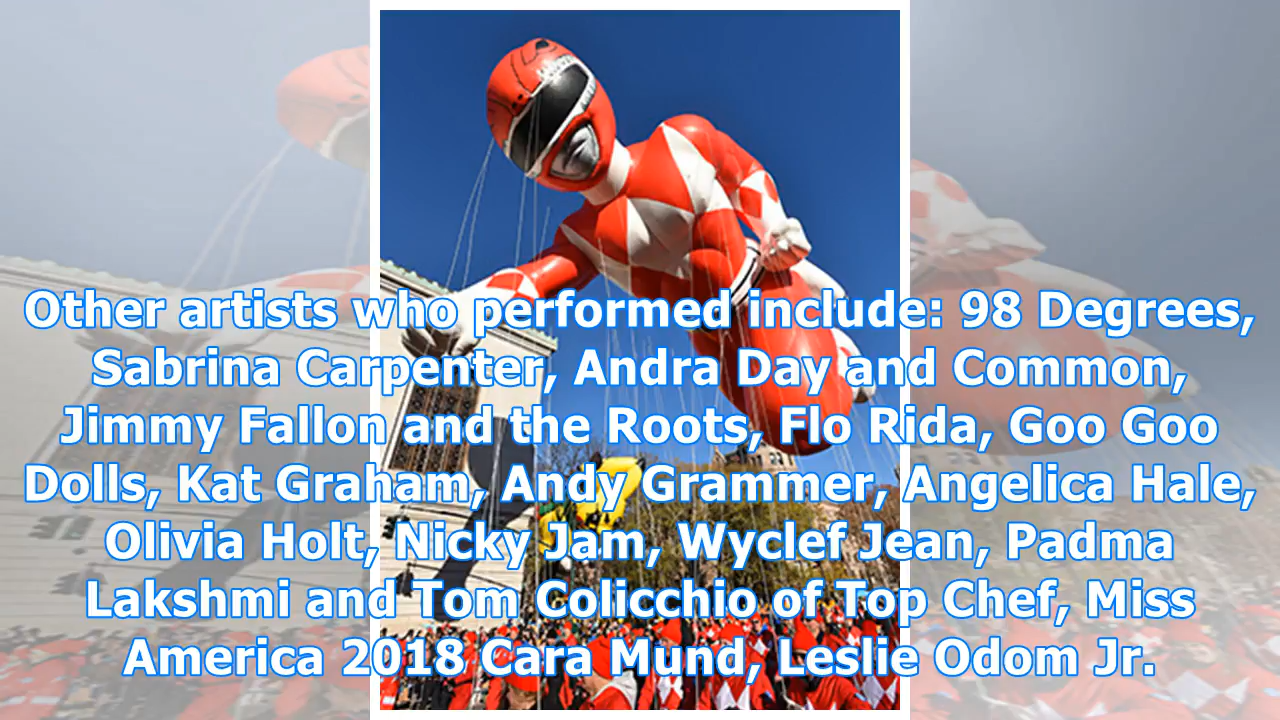 Other artists who performed include: 98 Degrees,
Sabrina Carpenter, Andra Day and Common,
Jimmy Fallon and the Roots, Flo Rida, Goo Goo
Dolls, Kat Graham, Andy Grammer, Angelica Hale,
Olivia Holt, Nicky Jam, Wyclef Jean, Padma
Lakshmi and Tom Colicchio of Top Chef, Miss
America 2018 Cara Mund, Leslie Odom Jr.